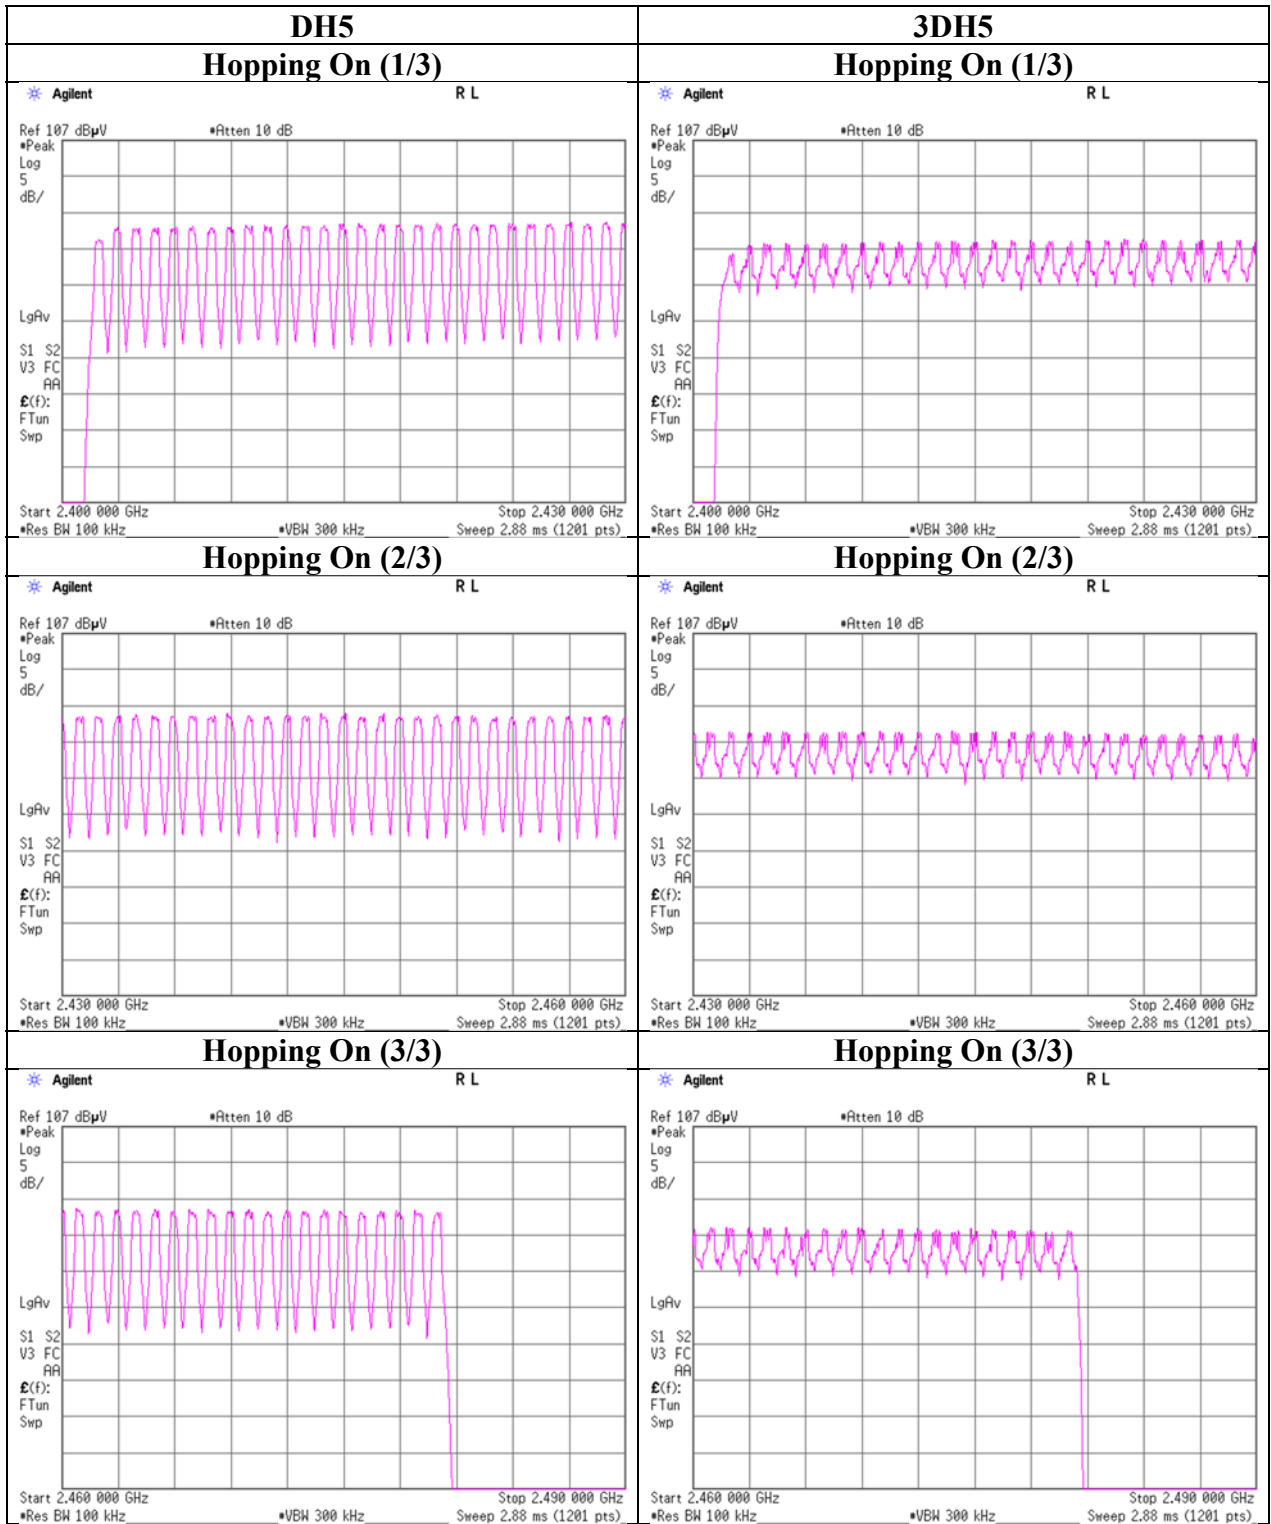 DH5
3DH5
Hopping On (1/3)
Hopping On (1/3)
Agilent R L
Ref 107 dBµV *Atten 10 dB
*Peak
Log
5
dB/
LgAv
S1 S2
V3 FC
AA
£(f):
FTun
Swp
Start 2.400 000 GHz Stop 2.430 000 GHz
*Res BW 100 kHz *VBW 300 kHz Sweep 2.88 ms (1201 pts)
Agilent R L
Ref 107 dBµV *Atten 10 dB
*Peak
Log
5
dB/
LgAv
S1 S2
V3 FC
AA
£(f):
FTun
Swp
Start 2.400 000 GHz Stop 2.430 000 GHz
*Res BW 100 kHz *VBW 300 kHz Sweep 2.88 ms (1201 pts)
Hopping On (2/3)
Hopping On (2/3)
Agilent R L
Ref 107 dBµV *Atten 10 dB
*Peak
Log
5
dB/
LgAv
S1 S2
V3 FC
AA
£(f):
FTun
Swp
Start 2.430 000 GHz Stop 2.460 000 GHz
*Res BW 100 kHz *VBW 300 kHz Sweep 2.88 ms (1201 pts)
Agilent R L
Ref 107 dBµV *Atten 10 dB
*Peak
Log
5
dB/
LgAv
S1 S2
V3 FC
AA
£(f):
FTun
Swp
Start 2.430 000 GHz Stop 2.460 000 GHz
*Res BW 100 kHz *VBW 300 kHz Sweep 2.88 ms (1201 pts)
Hopping On (3/3)
Hopping On (3/3)
Agilent R L
Ref 107 dBµV *Atten 10 dB
*Peak
Log
5
dB/
LgAv
S1 S2
V3 FC
AA
£(f):
FTun
Swp
Start 2.460 000 GHz Stop 2.490 000 GHz
*Res BW 100 kHz *VBW 300 kHz Sweep 2.88 ms (1201 pts)
Agilent R L
Ref 107 dBµV *Atten 10 dB
*Peak
Log
5
dB/
LgAv
S1 S2
V3 FC
AA
£(f):
FTun
Swp
Start 2.460 000 GHz Stop 2.490 000 GHz
*Res BW 100 kHz *VBW 300 kHz Sweep 2.88 ms (1201 pts)